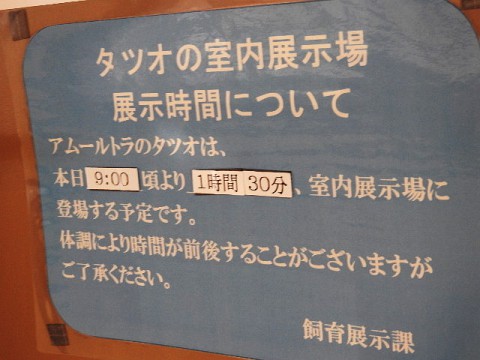 タツオの室内展示場
展示時間について
アムールトラのタツオは、
本日 9:00 頃より 1時間 30分、室内展示場に
登場する予定です。
体調により時間が前後することがございますが
ご了承ください。
飼育展示課